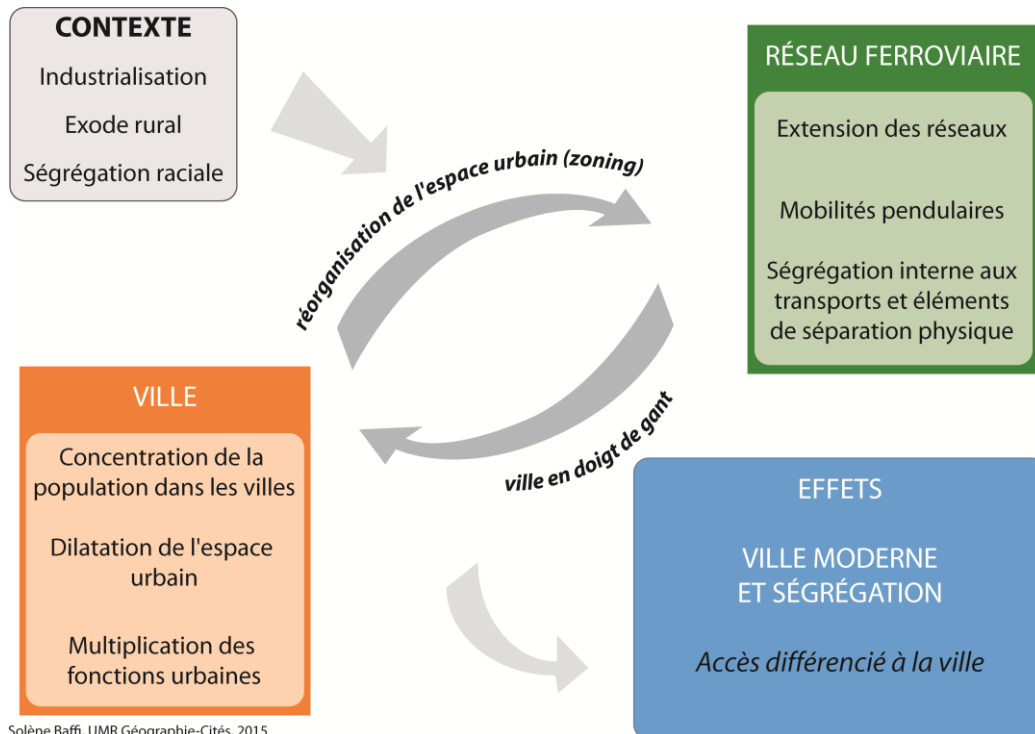 CONTEXTE
Industrialisation
Exode rural
Ségrégation raciale
réorganisation de l'espace urbain (zoning)
RÉSEAU FERROVIAIRE
Extension des réseaux
Mobilités pendulaires
Ségrégation interne aux
transports et éléments
de séparation physique
VILLE
Concentration de la
population dans les villes
Dilatation de l'espace
urbain
Multiplication des
fonctions urbaines
ville en doigt de gant
EFFETS
VILLE MODERNE
ET SÉGRÉGATION
Accès différencié à la ville
Solène Baffi, UMR Géographie-Cités, 2015